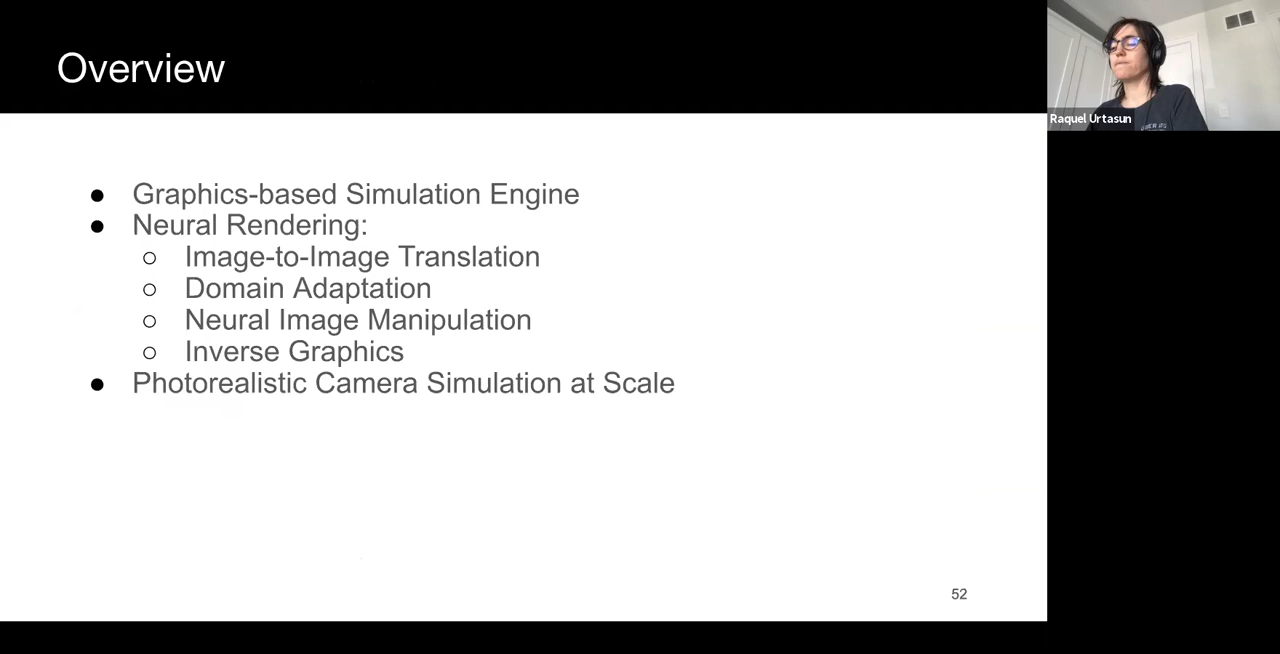 Overview
Raquel Urtasun
● Graphics-based Simulation Engine
● Neural Rendering:
○ Image-to-Image Translation
○ Domain Adaptation
○ Neural Image Manipulation
○ Inverse Graphics
● Photorealistic Camera Simulation at Scale
52